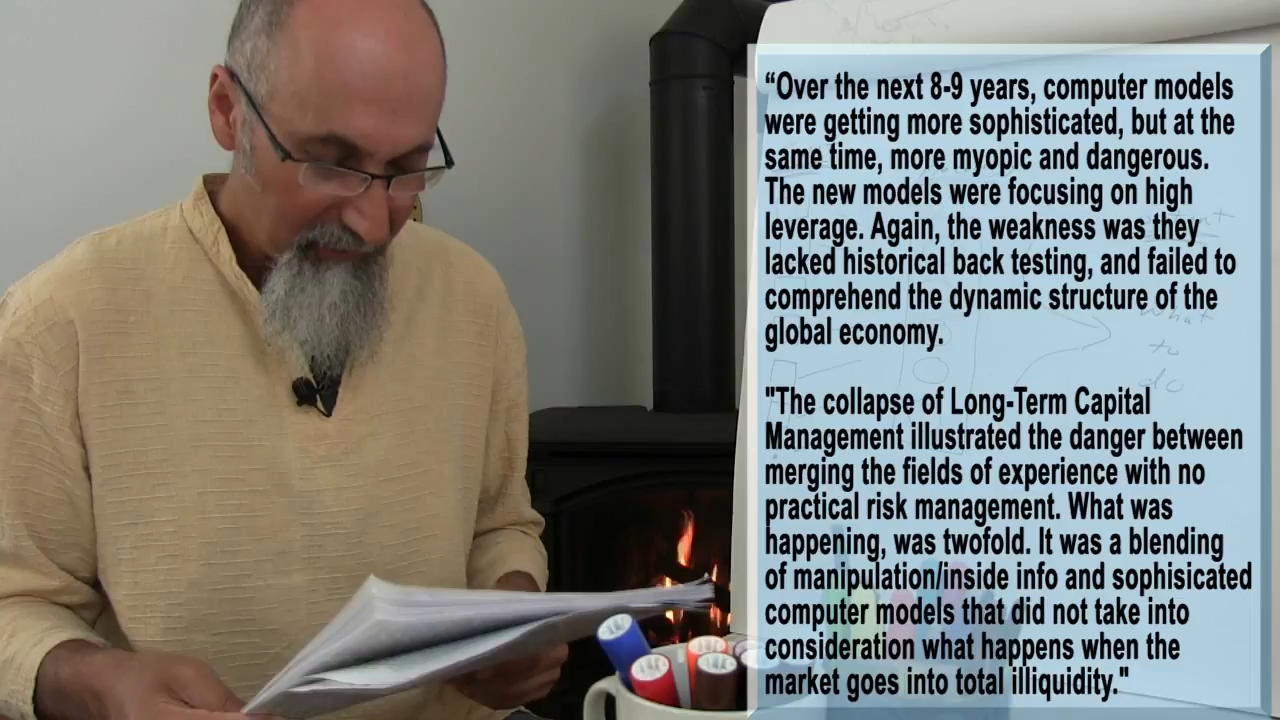 “Over the next 8-9 years, computer models
were getting more sophisticated, but at the
same time, more myopic and dangerous.
The new models were focusing on high
leverage. Again, the weakness was they
lacked historical back testing, and failed to
comprehend the dynamic structure of the
global economy.
"The collapse of Long-Term Capital
Management illustrated the danger between
merging the fields of experience with no
practical risk management. What was
happening, was twofold. It was a blending
of manipulation/inside info and sophisicated
computer models that did not take into
consideration what happens when the
market goes into total illiquidity."
what
to
do